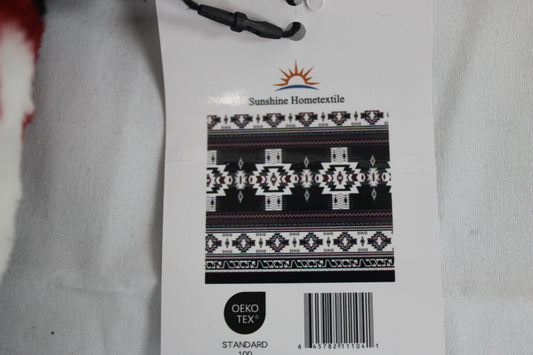 Sunshine Hometextile
OEKO
TEX®
STANDARD
100
6 45782 11104 1